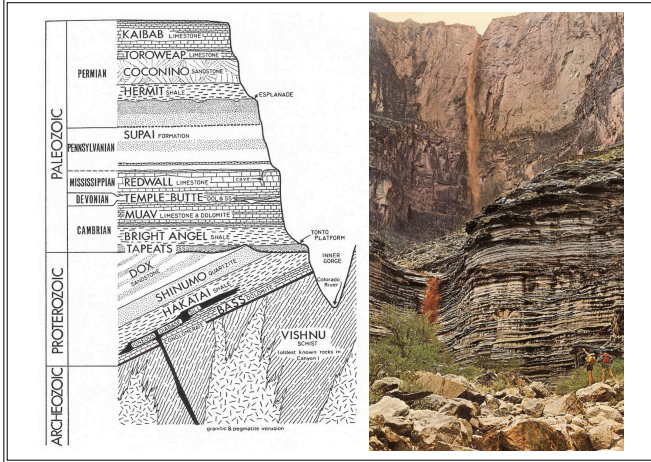 PALEOZOIC
PROTEROZOIC
ARCHEOZOIC
PERMIAN
PENNSYLVANIAN
MISSISSIPPIAN
DEVONIAN
CAMBRIAN
KAIBAB LIMESTONE
TOROWEAP LIMESTONE
COCONINO SANDSTONE
HERMIT SHALE
ESPLANADE
SUPAI FORMATION
cave
REDWALL LIMESTONE
TEMPLE BUTTE DOL & SS
MUAV LIMESTONE & DOLOMITE
BRIGHT ANGEL SHALE
TAPEATS
TONTO
PLATFORM
INNER
GORGE
Colorado
River
DOX
SANDSTONE
SHINUMO QUARTZITE
HAKATAI SHALE
BASS
VISHNU
SCHIST
(oldest known rocks in
Canyon)
granitic & pegmatite intrusion